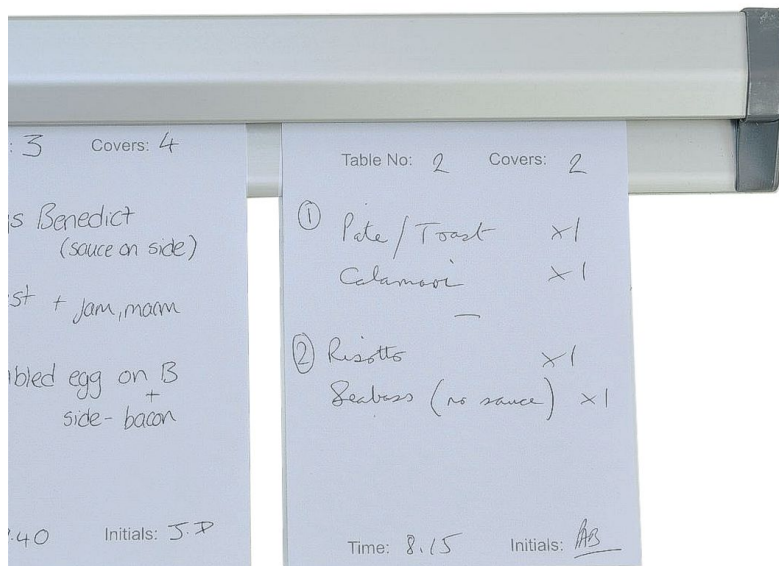 : 3 Covers: 4
s Benedict
(sauce on side)
st + Jam, marm
bled egg on B
+
side - bacon
.40 Initials: J.D
Table No: 2 Covers: 2
① Pate / Toast x1
Calamari x1
—
② Risotto x1
Seabass (no sauce) x1
Time: 8.15 Initials: AB